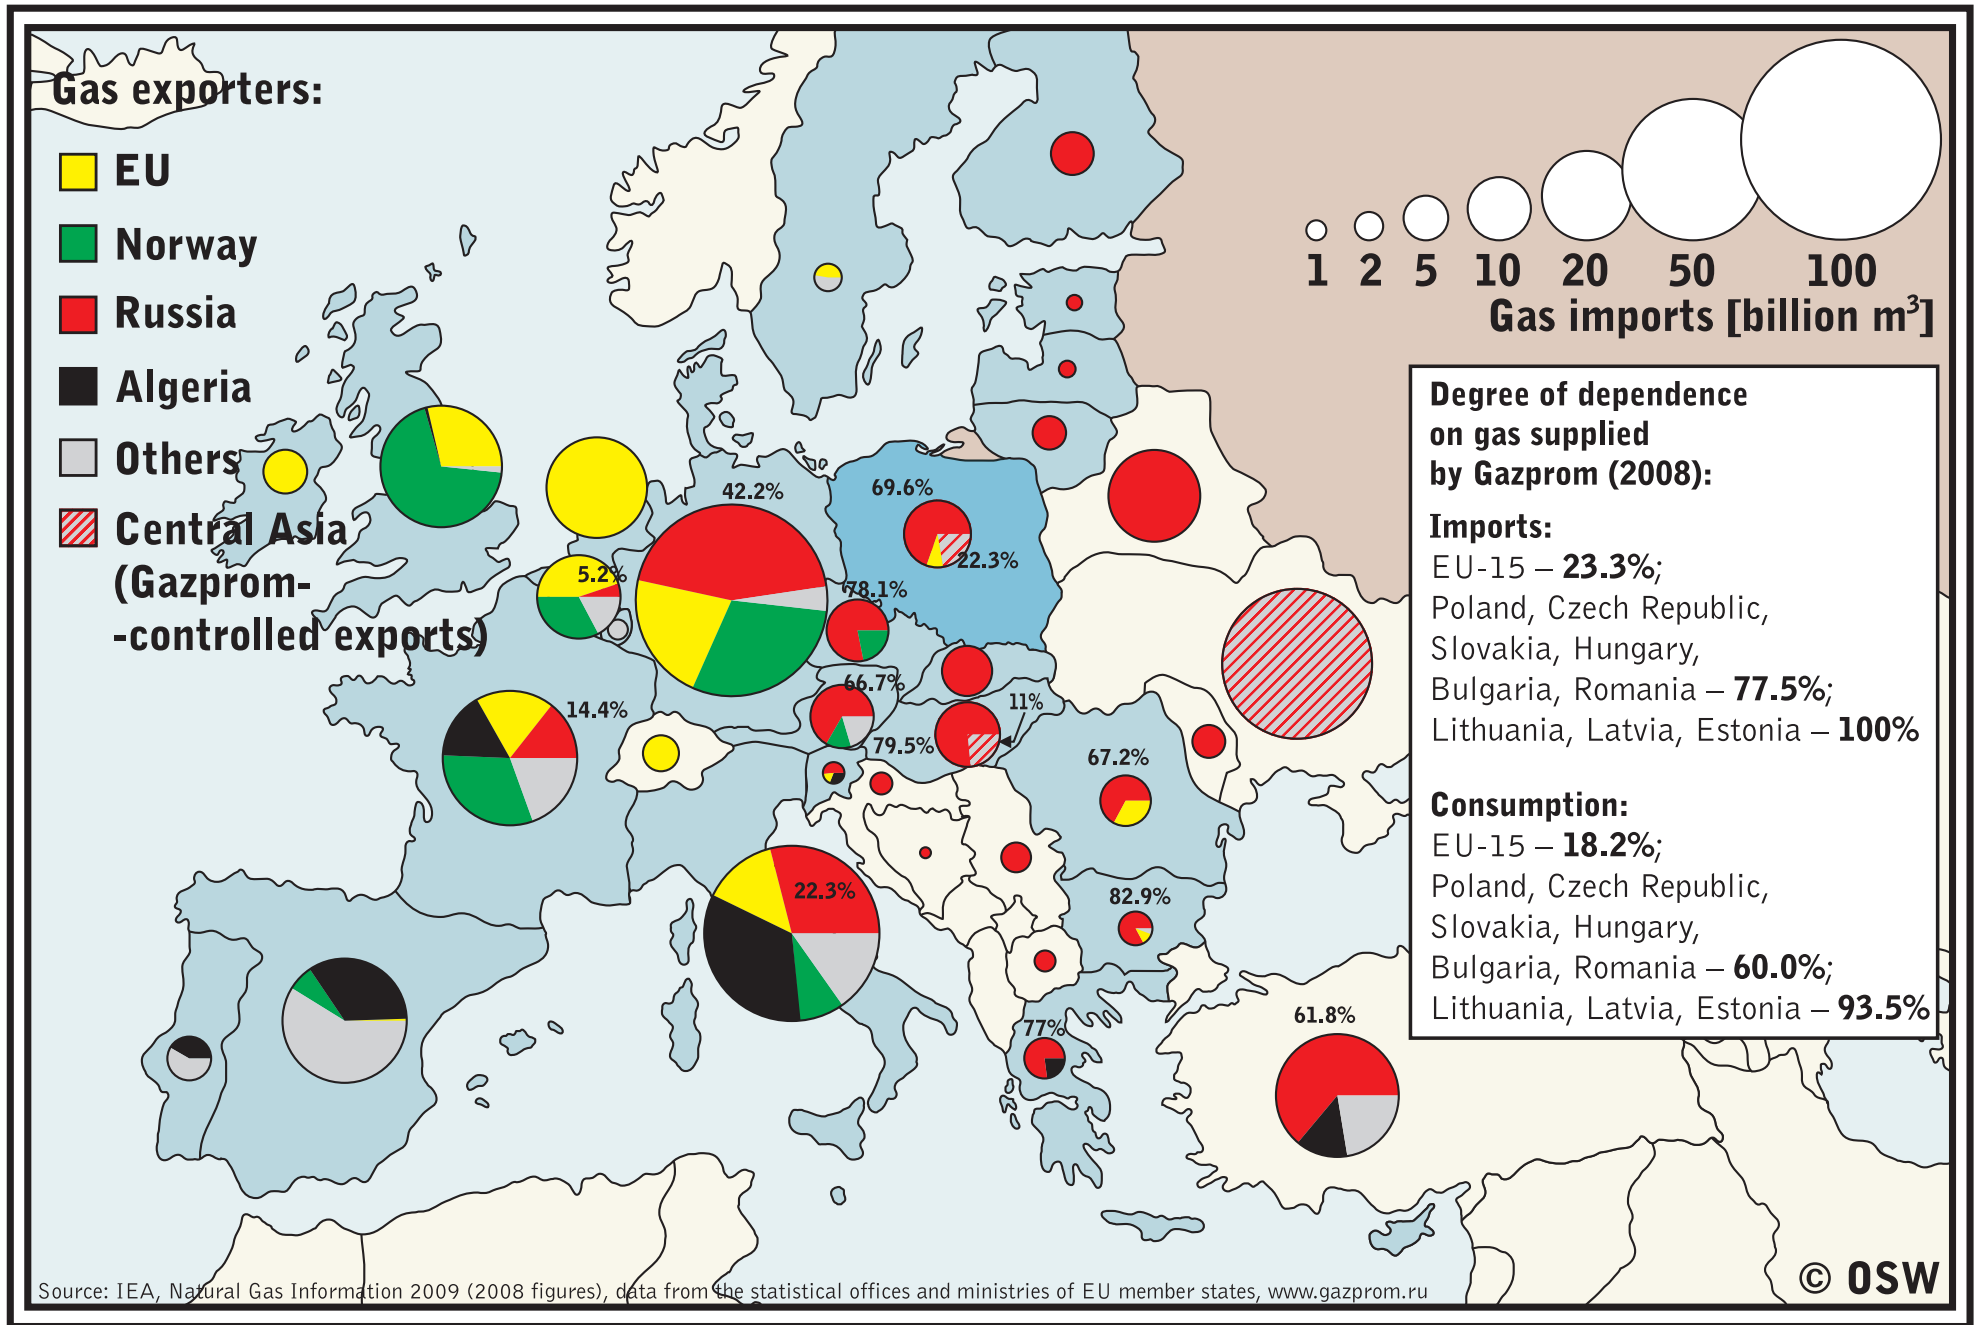 Gas exporters:
EU
Norway
Russia
Algeria
Others
Central Asia
(Gazprom-
-controlled exports)
1 2 5 10 20 50 100
Gas imports [billion m³]
Degree of dependence
on gas supplied
by Gazprom (2008):
Imports:
EU-15 – 23.3%;
Poland, Czech Republic,
Slovakia, Hungary,
Bulgaria, Romania – 77.5%;
Lithuania, Latvia, Estonia – 100%
Consumption:
EU-15 – 18.2%;
Poland, Czech Republic,
Slovakia, Hungary,
Bulgaria, Romania – 60.0%;
Lithuania, Latvia, Estonia – 93.5%
42.2%
69.6%
22.3%
5.2%
78.1%
66.7%
11%
14.4%
79.5%
67.2%
22.3%
82.9%
61.8%
77%
Source: IEA, Natural Gas Information 2009 (2008 figures), data from the statistical offices and ministries of EU member states, www.gazprom.ru
© OSW